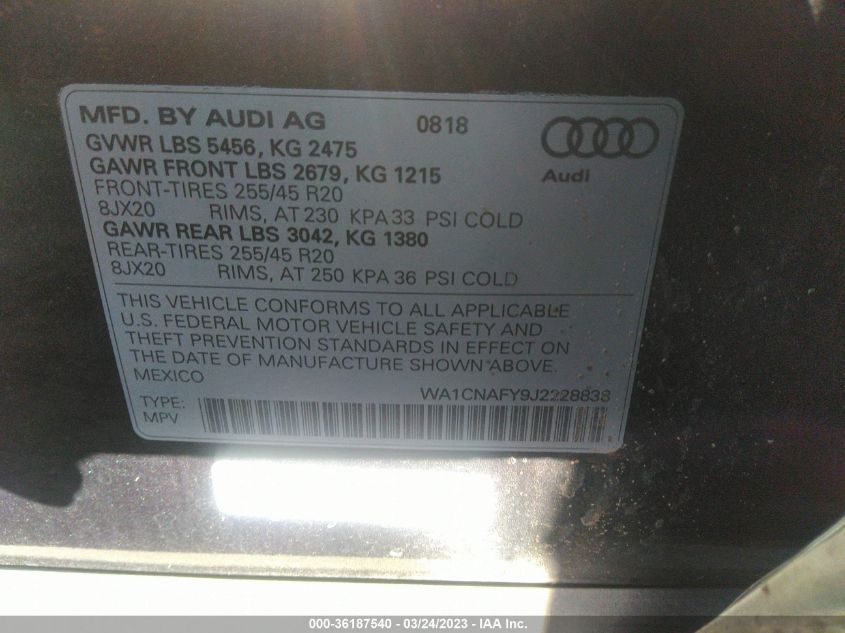 MFD. BY AUDI AG 0818
GVWR LBS 5456, KG 2475
GAWR FRONT LBS 2679, KG 1215
Audi
FRONT-TIRES 255/45 R20
8JX20 RIMS, AT 230 KPA 33 PSI COLD
GAWR REAR LBS 3042, KG 1380
REAR-TIRES 255/45 R20
8JX20 RIMS, AT 250 KPA 36 PSI COLD
THIS VEHICLE CONFORMS TO ALL APPLICABLE
U.S. FEDERAL MOTOR VEHICLE SAFETY AND
THEFT PREVENTION STANDARDS IN EFFECT ON
THE DATE OF MANUFACTURE SHOWN ABOVE.
MEXICO
WA1CNAFY9J2228838
TYPE:
MPV
000-36187540 - 03/24/2023 - IAA Inc.